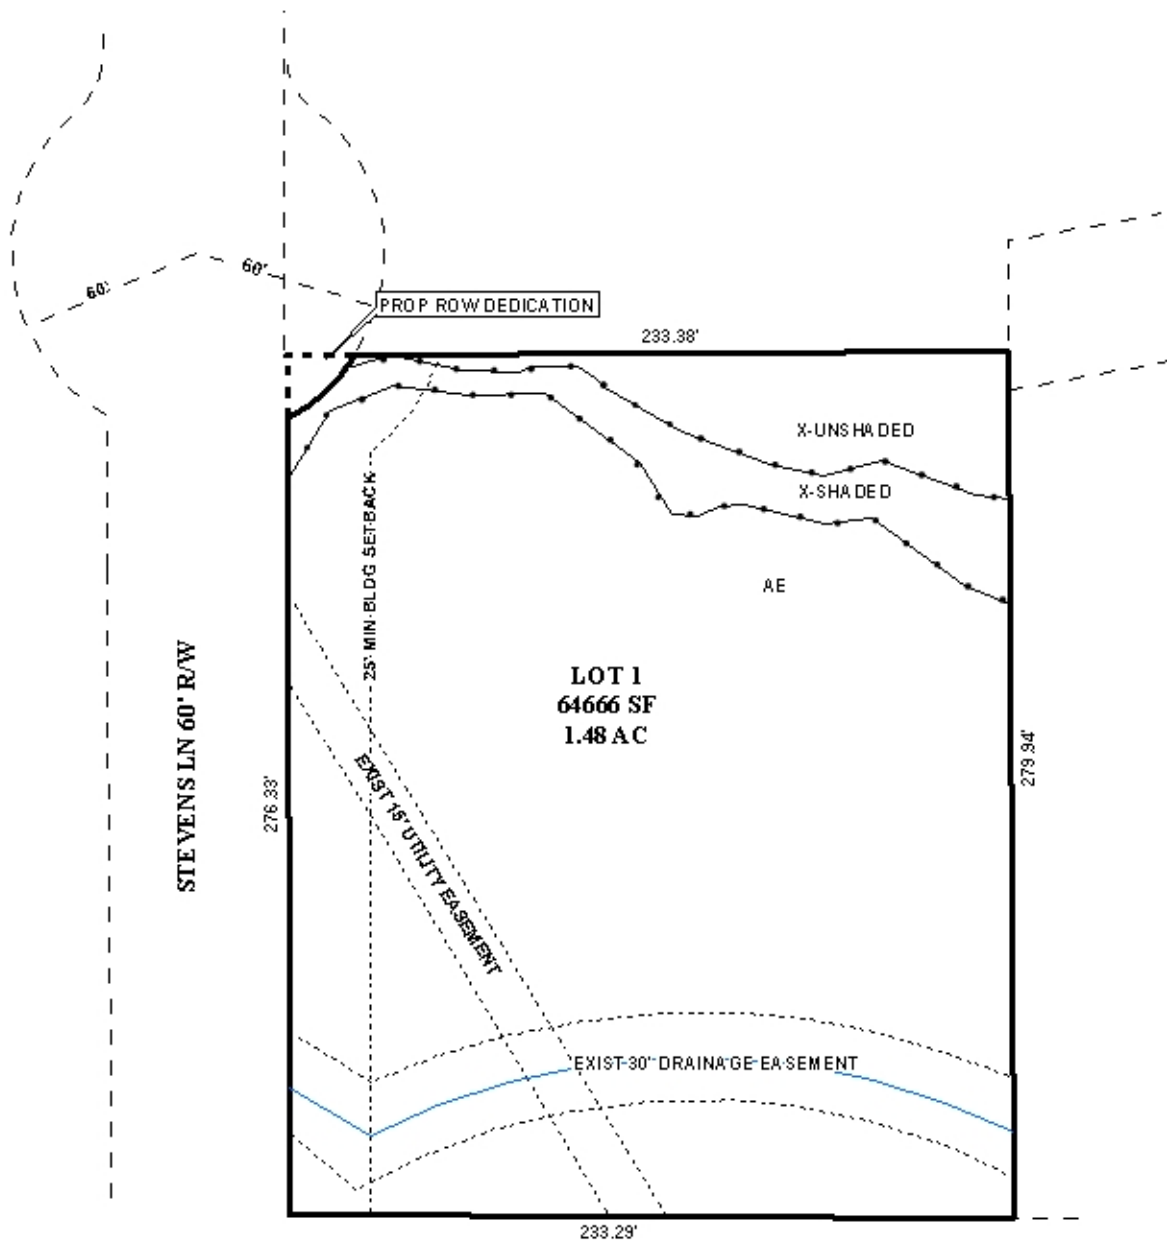 60'
60'
PROP ROW DEDICATION
233.38'
X-UNSHADED
X-SHADED
AE
25' MIN BLDG SETBACK
LOT 1
64666 SF
1.48 AC
STEVENS LN 60' R/W
276.33'
279.94'
EXIST 15' UTILITY EASEMENT
EXIST 30' DRAINAGE EASEMENT
233.29'